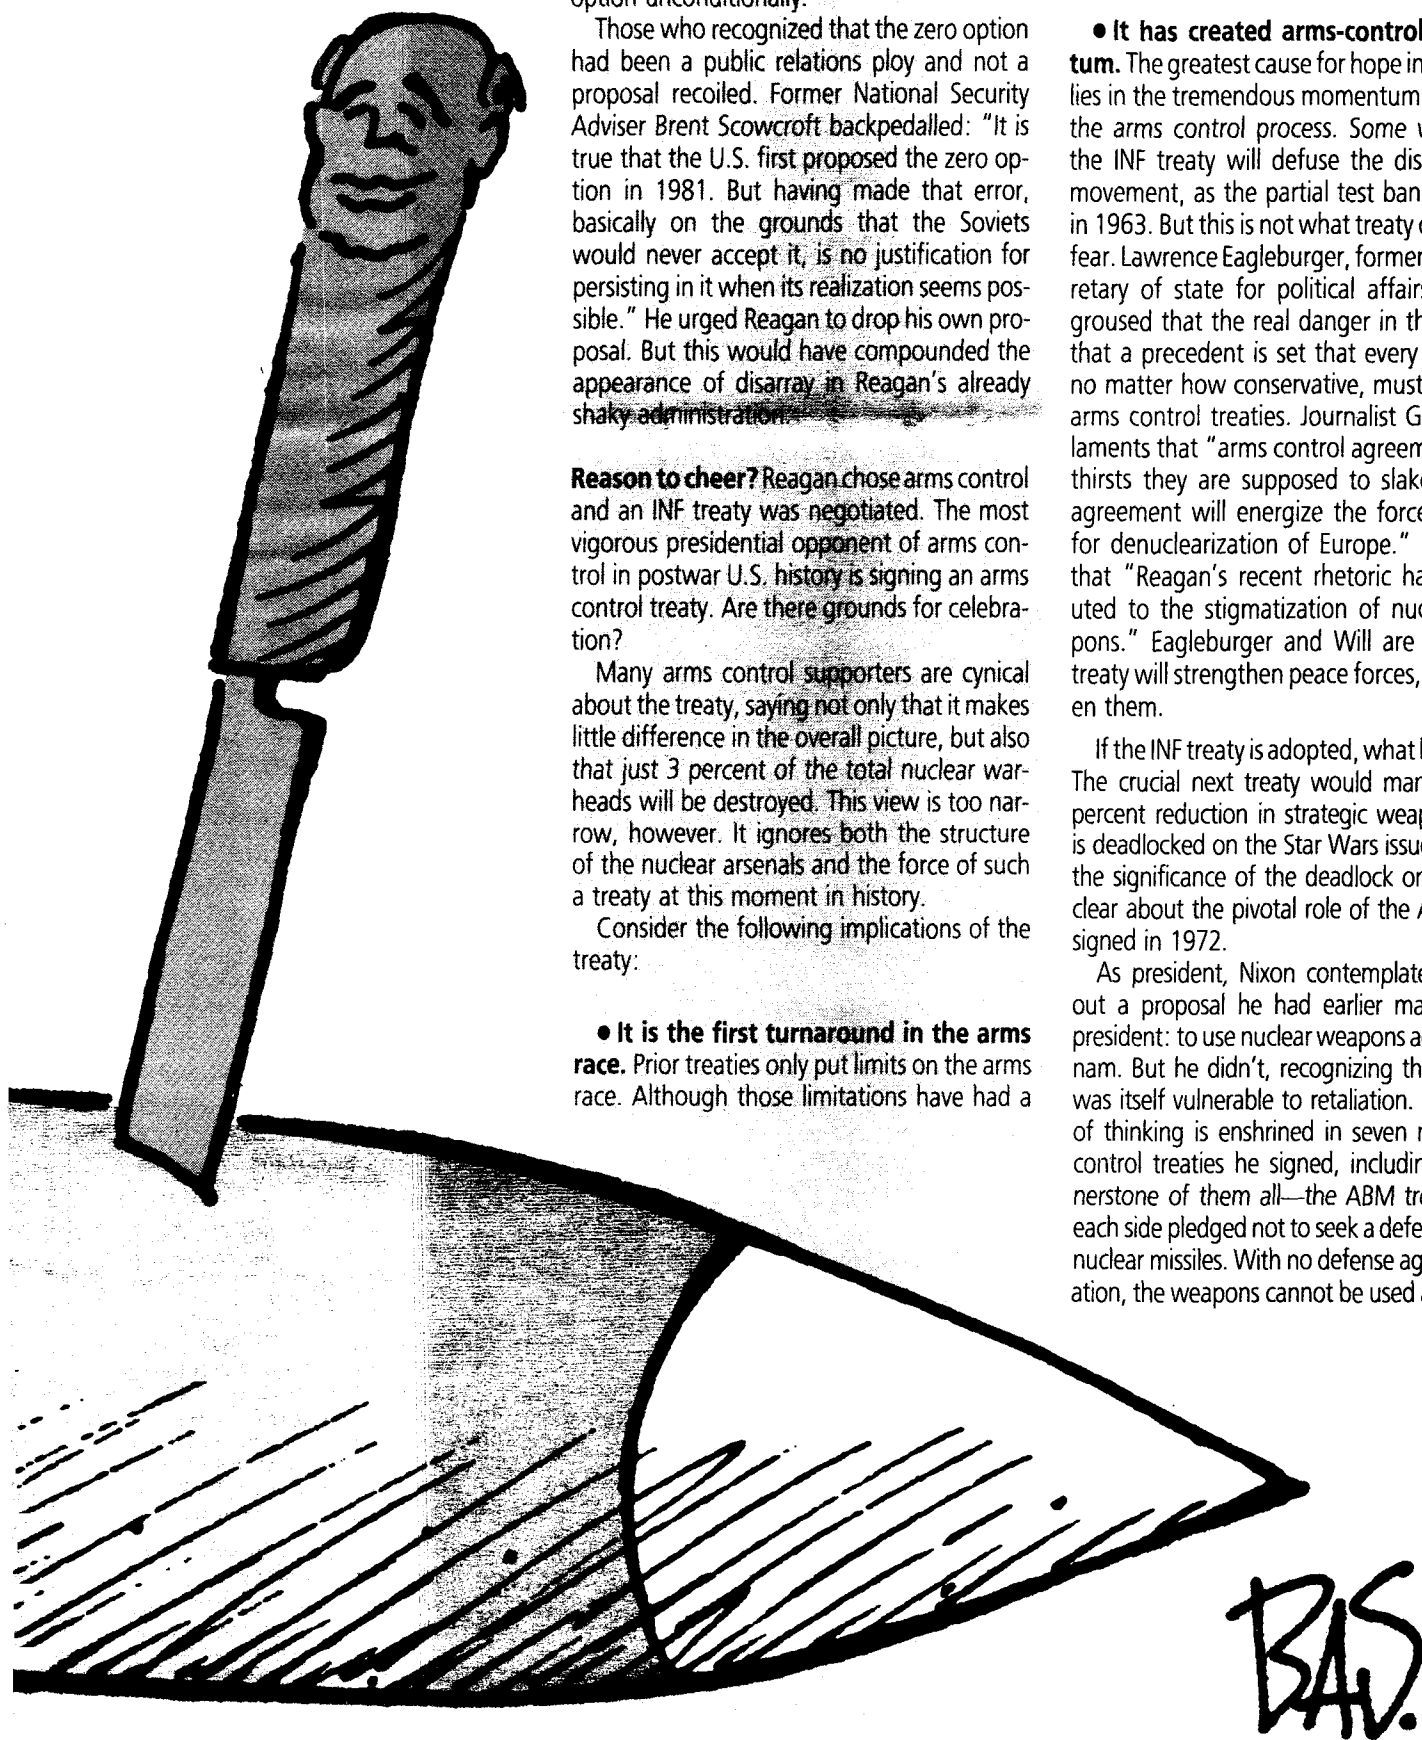 option unconditionally.
Those who recognized that the zero option
had been a public relations ploy and not a
proposal recoiled. Former National Security
Adviser Brent Scowcroft backpedalled: "It is
true that the U.S. first proposed the zero op-
tion in 1981. But having made that error,
basically on the grounds that the Soviets
would never accept it, is no justification for
persisting in it when its realization seems pos-
sible." He urged Reagan to drop his own pro-
posal. But this would have compounded the
appearance of disarray in Reagan's already
shaky administration.
Reason to cheer? Reagan chose arms control
and an INF treaty was negotiated. The most
vigorous presidential opponent of arms con-
trol in postwar U.S. history is signing an arms
control treaty. Are there grounds for celebra-
tion?
Many arms control supporters are cynical
about the treaty, saying not only that it makes
little difference in the overall picture, but also
that just 3 percent of the total nuclear war-
heads will be destroyed. This view is too nar-
row, however. It ignores both the structure
of the nuclear arsenals and the force of such
a treaty at this moment in history.
Consider the following implications of the
treaty:
• It is the first turnaround in the arms
race. Prior treaties only put limits on the arms
race. Although those limitations have had a
• It has created arms-control
tum. The greatest cause for hope in
lies in the tremendous momentum
the arms control process. Some
the INF treaty will defuse the dis
movement, as the partial test ban
in 1963. But this is not what treaty
fear. Lawrence Eagleburger, former
retary of state for political affairs
groused that the real danger in th
that a precedent is set that every
no matter how conservative, must
arms control treaties. Journalist G
laments that "arms control agreem
thirsts they are supposed to slake
agreement will energize the force
for denuclearization of Europe."
that "Reagan's recent rhetoric ha
uted to the stigmatization of nuc
pons." Eagleburger and Will are
treaty will strengthen peace forces,
en them.
If the INF treaty is adopted, what
The crucial next treaty would man
percent reduction in strategic weap
is deadlocked on the Star Wars issu
the significance of the deadlock on
clear about the pivotal role of the
signed in 1972.
As president, Nixon contemplate
out a proposal he had earlier ma
president: to use nuclear weapons a
nam. But he didn't, recognizing th
was itself vulnerable to retaliation.
of thinking is enshrined in seven
control treaties he signed, includin
nerstone of them all—the ABM tre
each side pledged not to seek a defe
nuclear missiles. With no defense ag
ation, the weapons cannot be used
BAS.